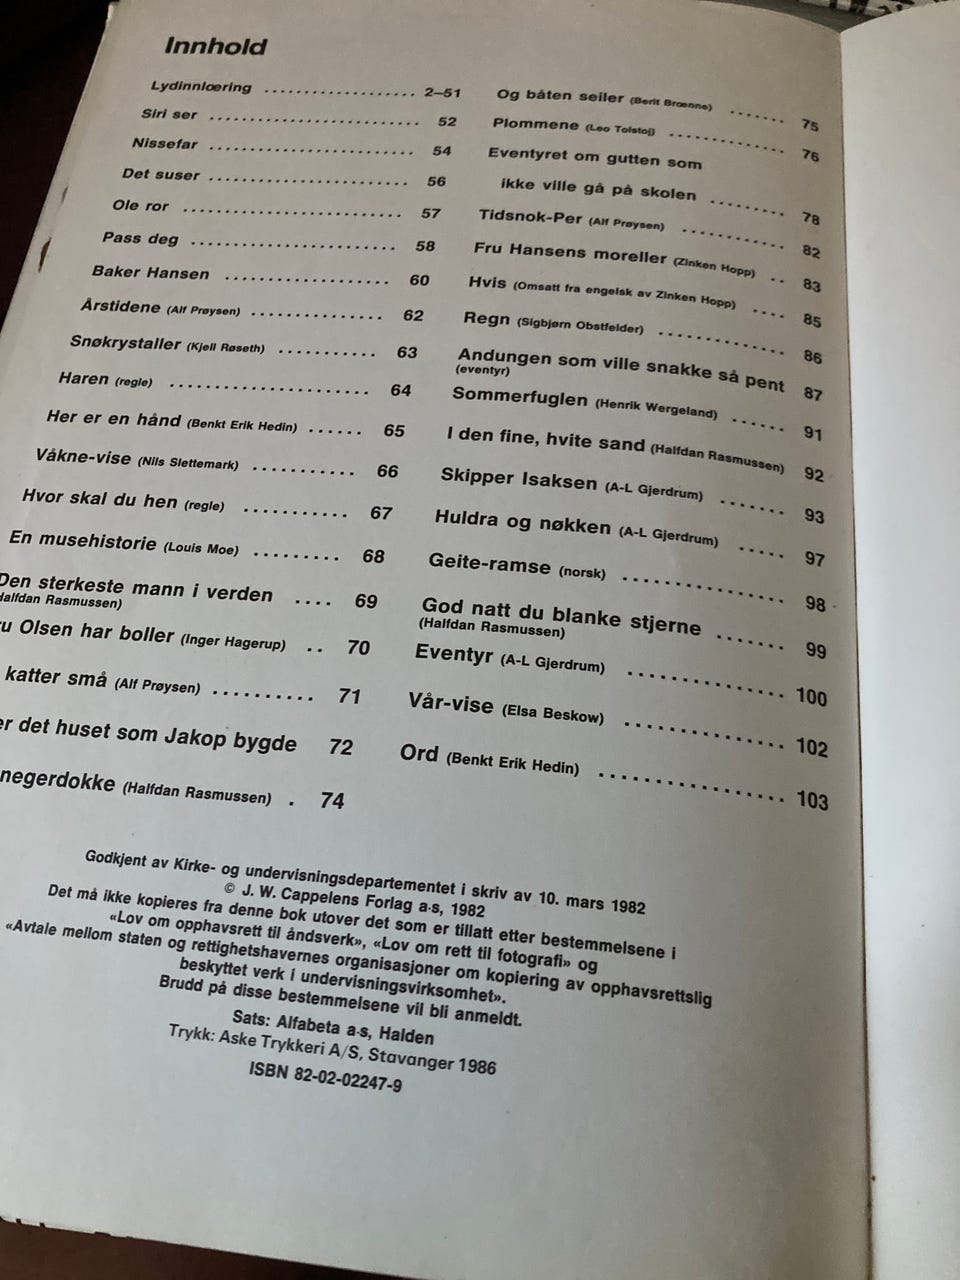 Innhold
Lydinnlæring ................... 2–51
Siri ser ........................... 52
Nissefar .......................... 54
Det suser ......................... 56
Ole ror ........................... 57
Pass deg .......................... 58
Baker Hansen .................... 60
Årstidene (Alf Prøysen) ............... 62
Snøkrystaller (Kjell Røseth) ........... 63
Haren (regle) ...................... 64
Her er en hånd (Benkt Erik Hedin) ...... 65
Våkne-vise (Nils Slettemark) ........... 66
Hvor skal du hen (regle) ........... 67
En musehistorie (Louis Moe) ......... 68
Den sterkeste mann i verden .... 69
Halfdan Rasmussen)
u Olsen har boller (Inger Hagerup) .. 70
katter små (Alf Prøysen) .......... 71
er det huset som Jakop bygde 72
negerdokke (Halfdan Rasmussen) . 74
Og båten seiler (Berit Brænne) ....... 75
Plommene (Leo Tolstoj) .............. 76
Eventyret om gutten som
ikke ville gå på skolen ......... 78
Tidsnok-Per (Alf Prøysen) ............ 82
Fru Hansens moreller (Zinken Hopp) .. 83
Hvis (Omsatt fra engelsk av Zinken Hopp) .... 85
Regn (Sigbjørn Obstfelder) .............. 86
Andungen som ville snakke så pent 87
(eventyr)
Sommerfuglen (Henrik Wergeland) ...... 91
I den fine, hvite sand (Halfdan Rasmussen) 92
Skipper Isaksen (A-L Gjerdrum) ....... 93
Huldra og nøkken (A-L Gjerdrum) ..... 97
Geite-ramse (norsk) ................ 98
God natt du blanke stjerne ....... 99
(Halfdan Rasmussen)
Eventyr (A-L Gjerdrum) ............... 100
Vår-vise (Elsa Beskow) ............... 102
Ord (Benkt Erik Hedin) ................. 103
Godkjent av Kirke- og undervisningsdepartementet i skriv av 10. mars 1982
© J. W. Cappelens Forlag a·s, 1982
Det må ikke kopieres fra denne bok utover det som er tillatt etter bestemmelsene i
«Lov om opphavsrett til åndsverk», «Lov om rett til fotografi» og
«Avtale mellom staten og rettighetshavernes organisasjoner om kopiering av opphavsrettslig
beskyttet verk i undervisningsvirksomhet».
Brudd på disse bestemmelsene vil bli anmeldt.
Sats: Alfabeta a·s, Halden
Trykk: Aske Trykkeri A/S, Stavanger 1986
ISBN 82-02-02247-9